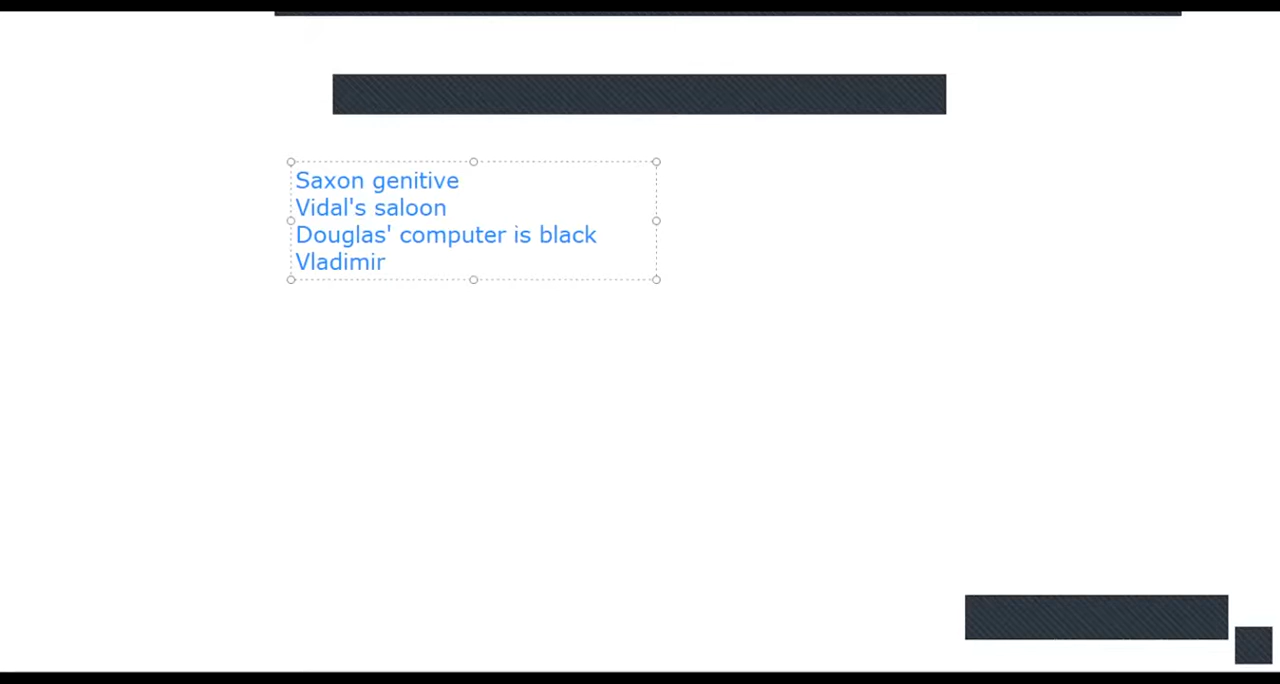 Saxon genitive
Vidal's saloon
Douglas' computer is black
Vladimir